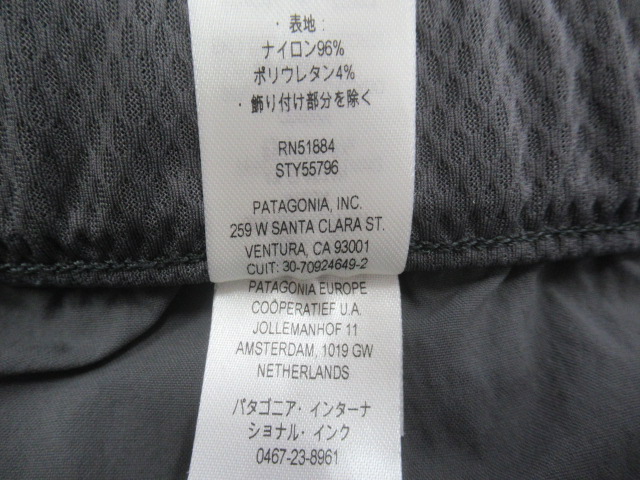 ・表地：
ナイロン96%
ポリウレタン4%
・飾り付け部分を除く
RN51884
STY55796
PATAGONIA, INC.
259 W SANTA CLARA ST.
VENTURA, CA 93001
CUIT: 30-70924649-2
PATAGONIA EUROPE
COÖPERATIEF U.A.
JOLLEMANHOF 11
AMSTERDAM, 1019 GW
NETHERLANDS
パタゴニア・インターナ
ショナル・インク
0467-23-8961